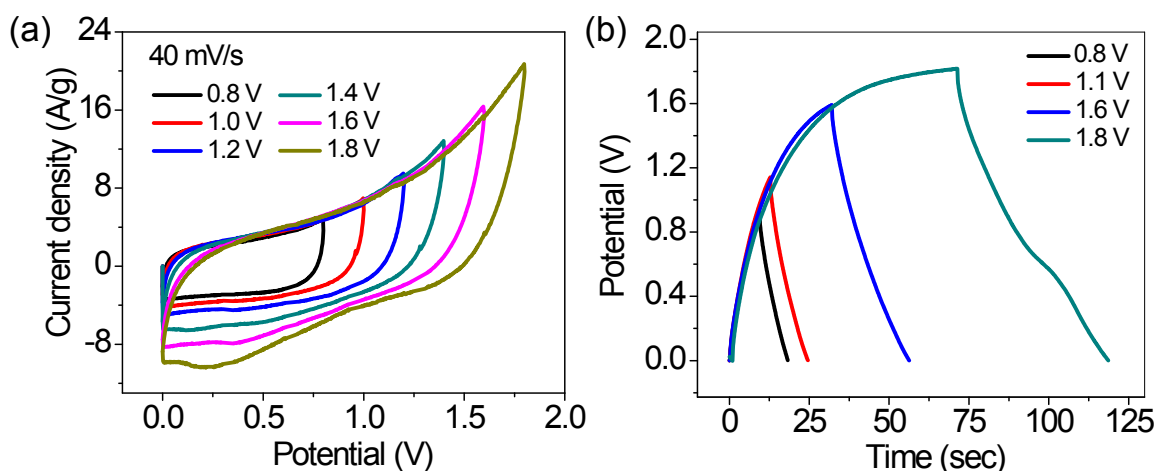 (a)
24
16
8
0
-8
Current density (A/g)
40 mV/s
0.8 V
1.0 V
1.2 V
1.4 V
1.6 V
1.8 V
0.0
0.5
1.0
1.5
2.0
Potential (V)
(b)
2.0
1.6
1.2
0.8
0.4
0.0
Potential (V)
0.8 V
1.1 V
1.6 V
1.8 V
0
25
50
75
100
125
Time (sec)